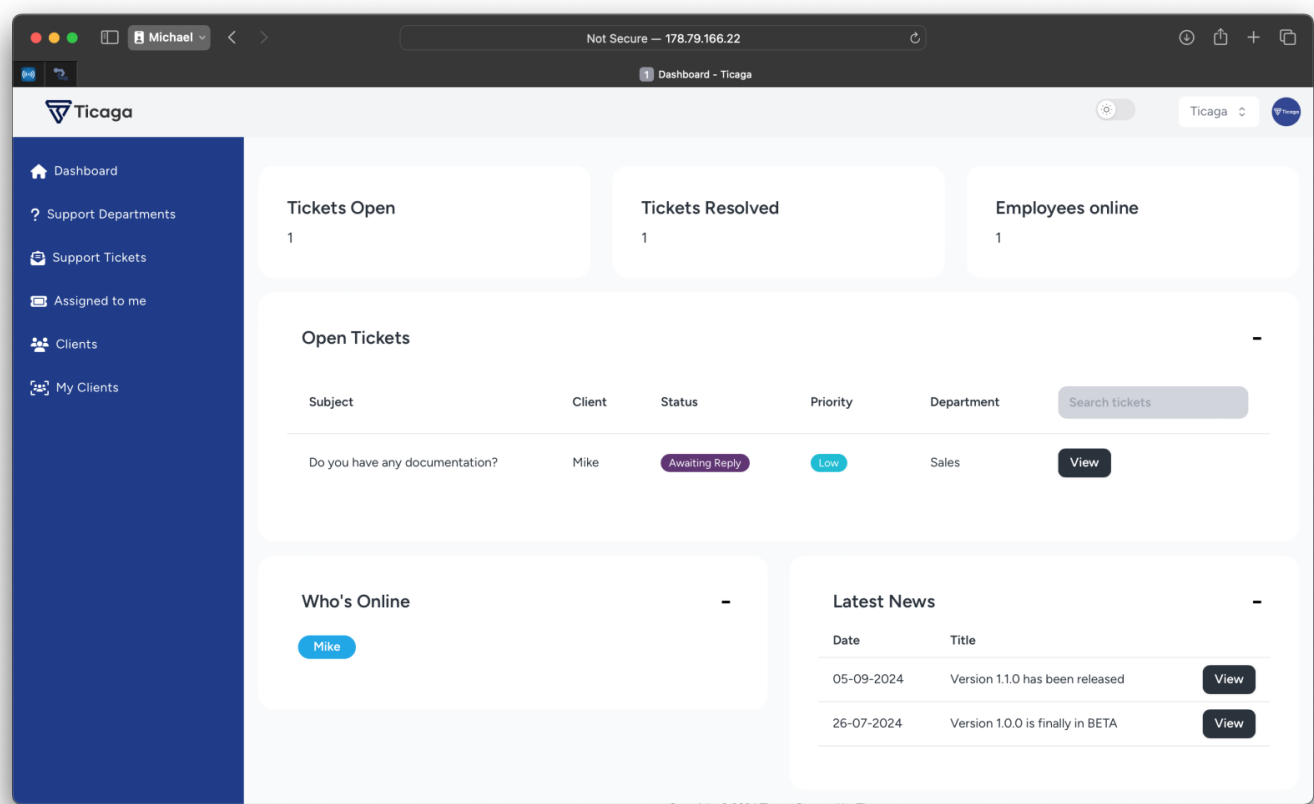 Michael
Not Secure — 178.79.166.22
1 Dashboard - Ticaga
Ticaga
Ticaga
Ticaga
Dashboard
? Support Departments
Support Tickets
Assigned to me
Clients
My Clients
Tickets Open
1
Tickets Resolved
1
Employees online
1
Open Tickets
Subject Client Status Priority Department Search tickets
Do you have any documentation? Mike Awaiting Reply Low Sales View
Who's Online
Mike
Latest News
Date Title
05-09-2024 Version 1.1.0 has been released View
26-07-2024 Version 1.0.0 is finally in BETA View